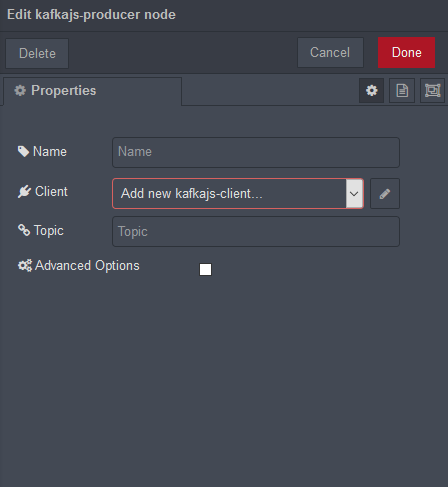 Edit kafkajs-producer node
Delete Cancel Done
Properties
Name Name
Client Add new kafkajs-client...
Topic Topic
Advanced Options